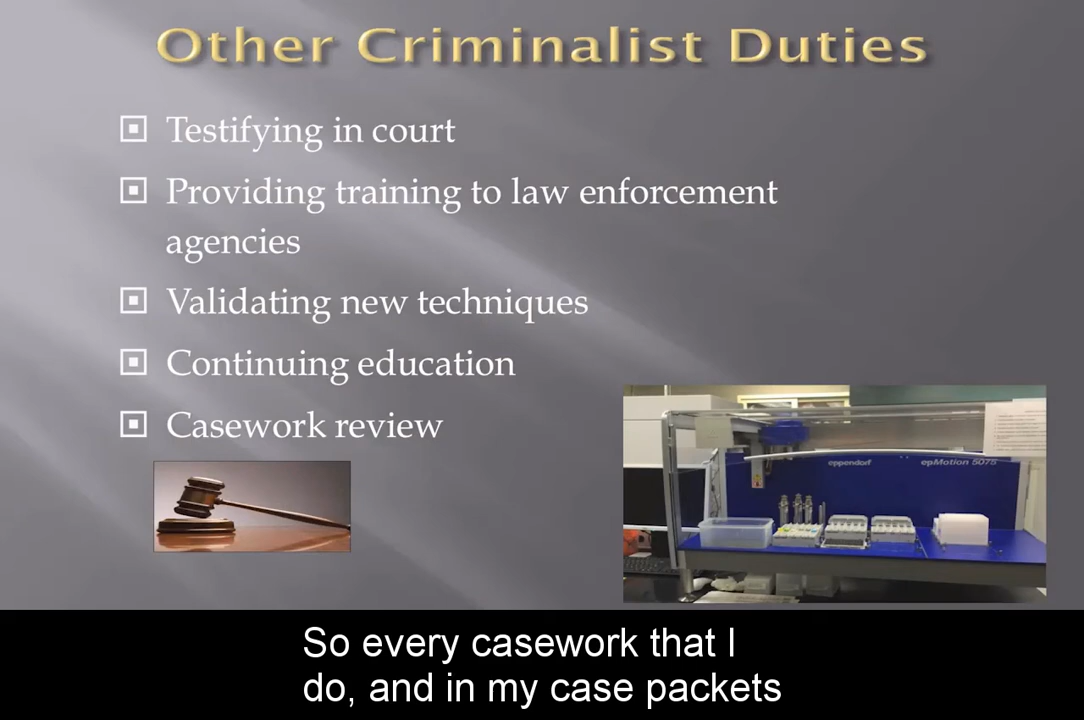 Other Criminalist Duties
Testifying in court
Providing training to law enforcement
agencies
Validating new techniques
Continuing education
Casework review
eppendorf
epMotion 5075
So every casework that I
do, and in my case packets